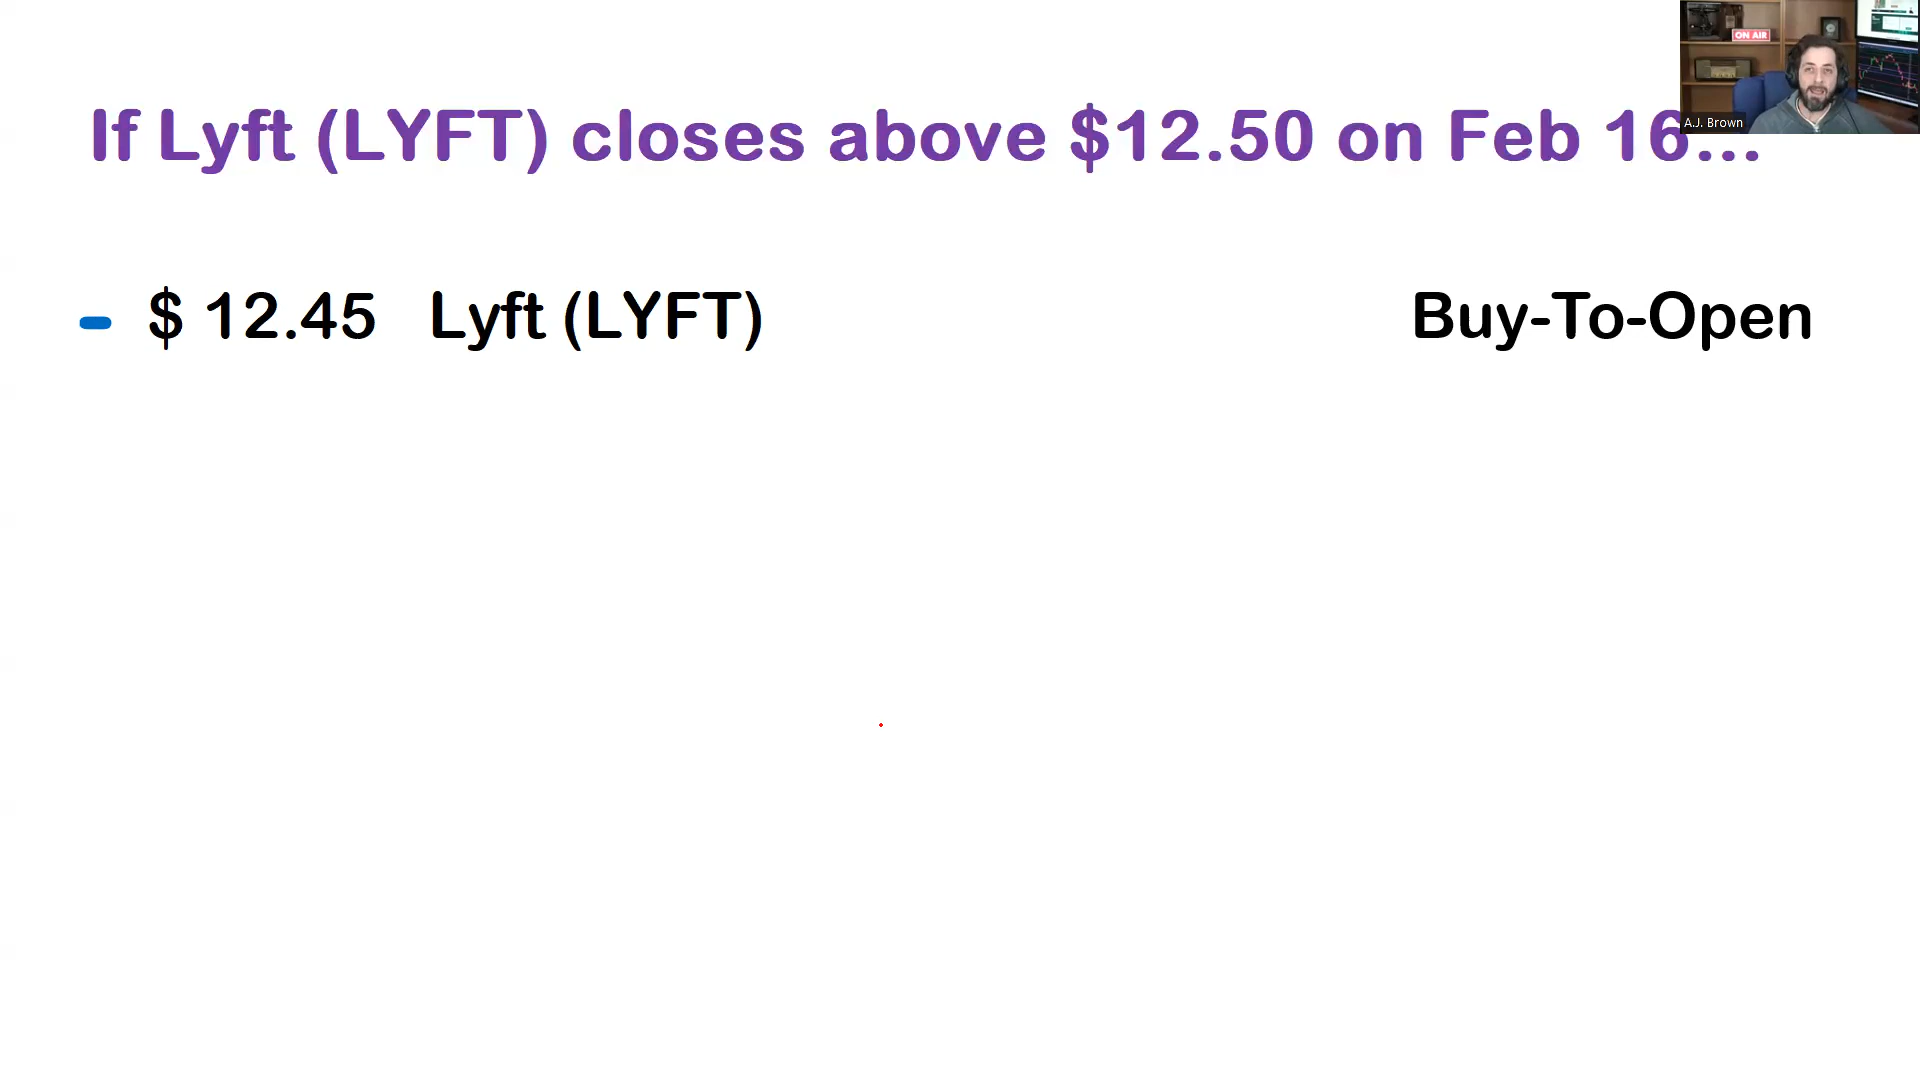 ON AIR
A.J. Brown
If Lyft (LYFT) closes above $12.50 on Feb 16...
- $ 12.45 Lyft (LYFT) Buy-To-Open